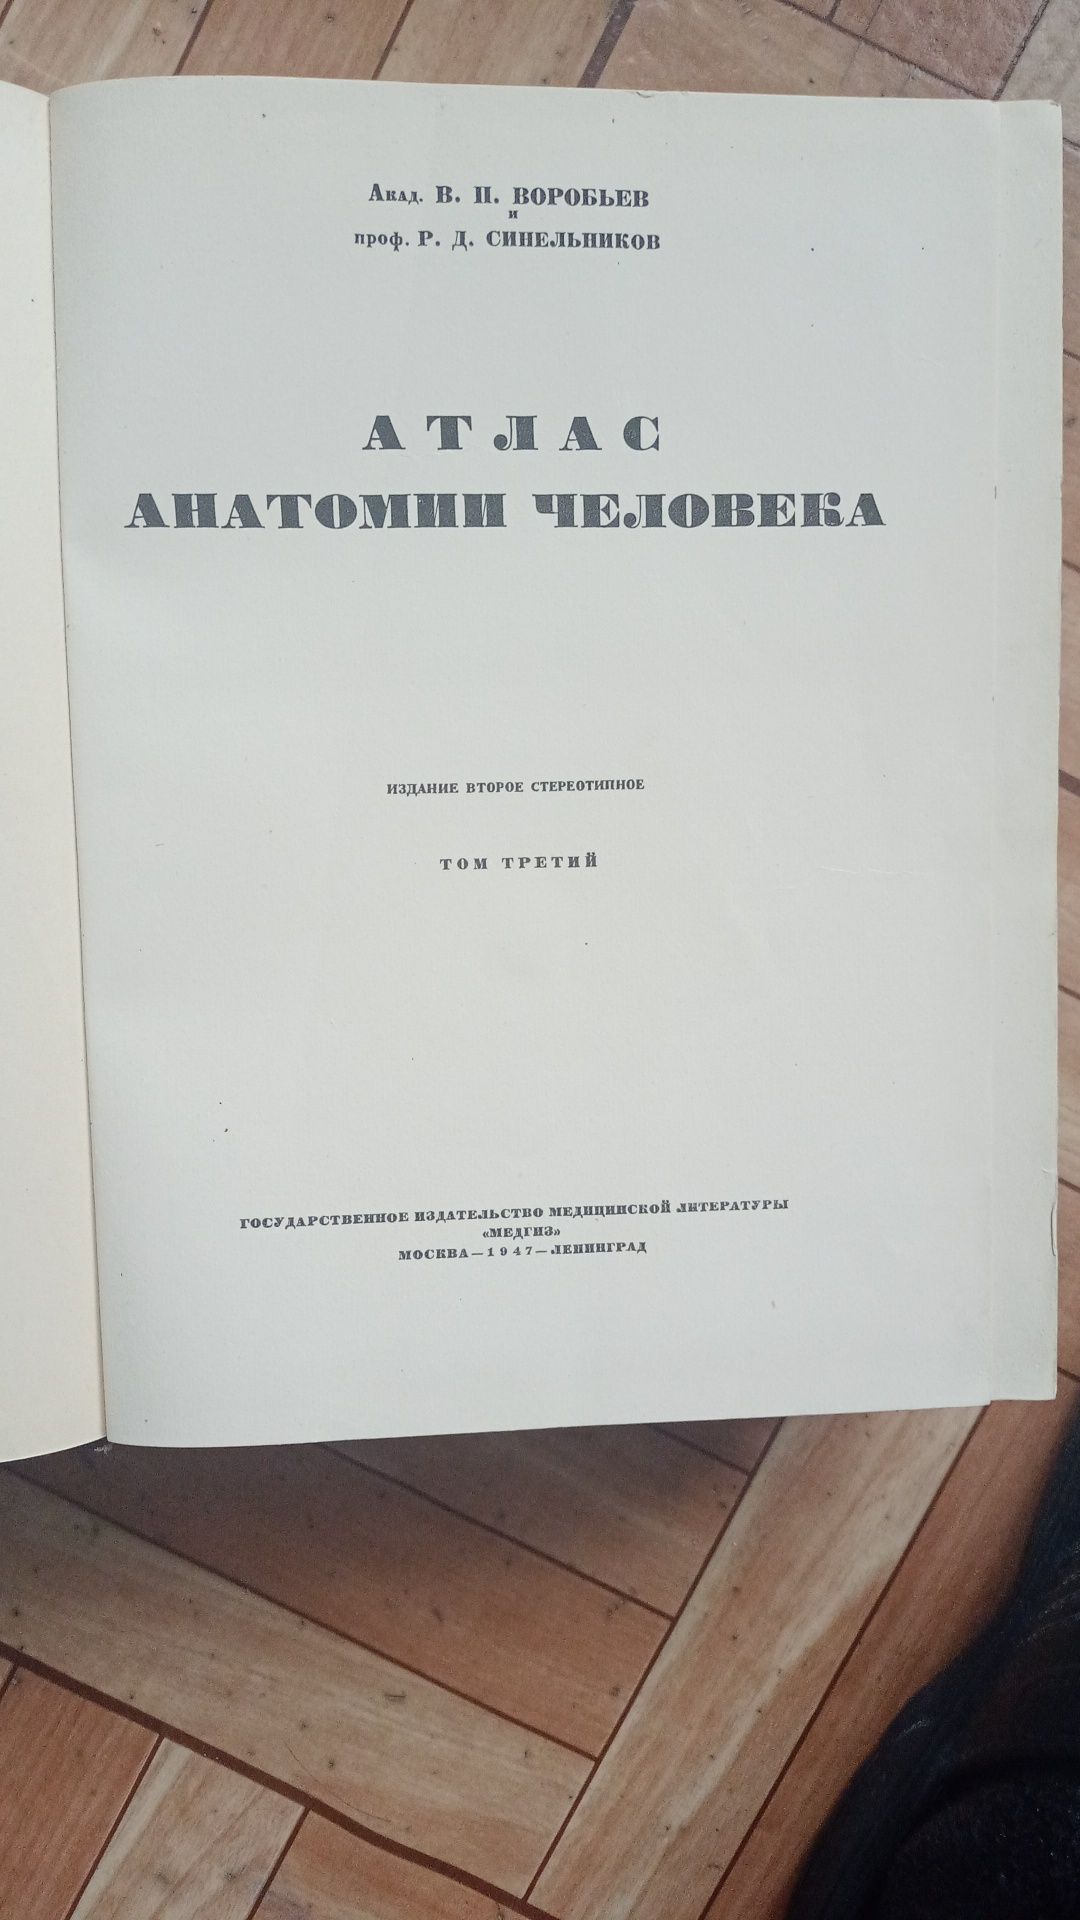 Акад. В. П. ВОРОБЬЕВ
и
проф. Р. Д. СИНЕЛЬНИКОВ
АТЛАС
АНАТОМИИ ЧЕЛОВЕКА
ИЗДАНИЕ ВТОРОЕ СТЕРЕОТИПНОЕ
ТОМ ТРЕТИЙ
ГОСУДАРСТВЕННОЕ ИЗДАТЕЛЬСТВО МЕДИЦИНСКОЙ ЛИТЕРАТУРЫ
«МЕДГИЗ»
МОСКВА—1947—ЛЕНИНГРАД